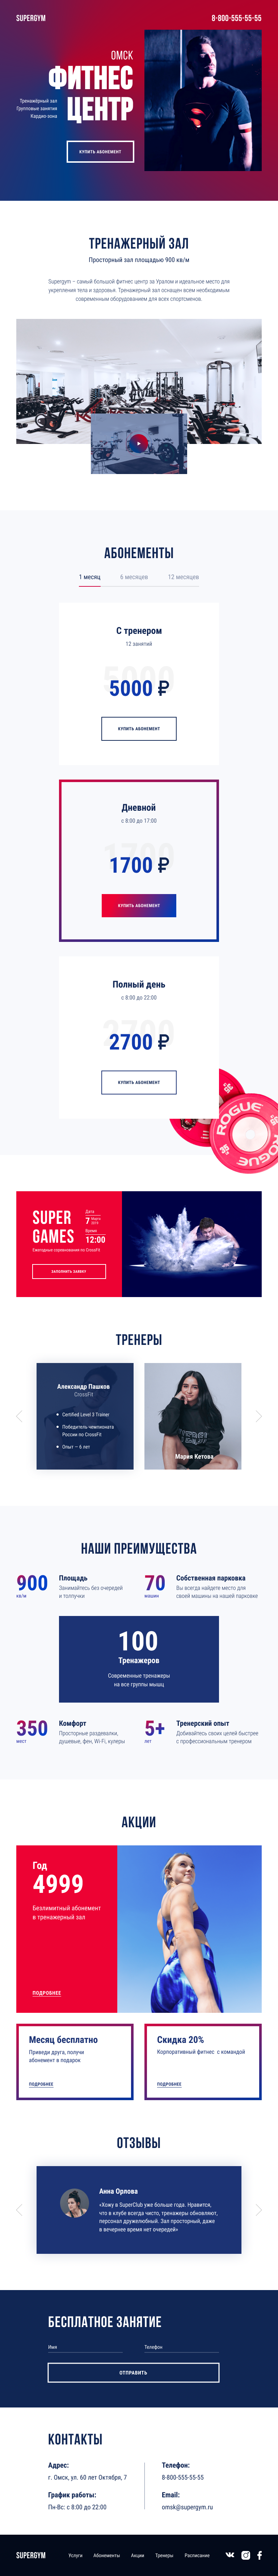 SUPERGYM
8-800-555-55-55
ОМСК
ФИТНЕС
ЦЕНТР
Тренажёрный зал
Групповые занятия
Кардио-зона
КУПИТЬ АБОНЕМЕНТ
ТРЕНАЖЕРНЫЙ ЗАЛ
Просторный зал площадью 900 кв/м
Supergym – самый большой фитнес центр за Уралом и идеальное место для
укрепления тела и здоровья. Тренажерный зал оснащен всем необходимым
современным оборудованием для всех спортсменов.
АБОНЕМЕНТЫ
1 месяц
6 месяцев
12 месяцев
С тренером
12 занятий
5000 ₽
КУПИТЬ АБОНЕМЕНТ
Дневной
с 8:00 до 17:00
1700 ₽
КУПИТЬ АБОНЕМЕНТ
Полный день
с 8:00 до 22:00
2700 ₽
КУПИТЬ АБОНЕМЕНТ
ROGUE
SUPER
GAMES
Дата
7 Марта
2019
Время
12:00
Ежегодные соревнования по CrossFit
ЗАПОЛНИТЬ ЗАЯВКУ
ТРЕНЕРЫ
Александр Пашков
CrossFit
Certified Level 3 Trainer
Победитель чемпионата
России по CrossFit
Опыт — 6 лет
Мария Кетова
НАШИ ПРЕИМУЩЕСТВА
900
кв/м
Площадь
Занимайтесь без очередей
и толпучки
70
машин
Собственная парковка
Вы всегда найдете место для
своей машины на нашей парковке
100
Тренажеров
Современные тренажеры
на все группы мышц
350
мест
Комфорт
Просторные раздевалки,
душевые, фен, Wi-Fi, кулеры
5+
лет
Тренерский опыт
Добивайтесь своих целей быстрее
с профессиональным тренером
АКЦИИ
Год
4999
Безлимитный абонемент
в тренажерный зал
ПОДРОБНЕЕ
Месяц бесплатно
Приведи друга, получи
абонемент в подарок
ПОДРОБНЕЕ
Скидка 20%
Корпоративный фитнес с командой
ПОДРОБНЕЕ
ОТЗЫВЫ
Анна Орлова
«Хожу в SuperClub уже больше года. Нравится,
что в клубе всегда чисто, тренажеры обновляют,
персонал дружелюбный. Зал просторный, даже
в вечернее время нет очередей»
БЕСПЛАТНОЕ ЗАНЯТИЕ
Имя
Телефон
ОТПРАВИТЬ
КОНТАКТЫ
Адрес:
г. Омск, ул. 60 лет Октября, 7
График работы:
Пн-Вс: с 8:00 до 22:00
Телефон:
8-800-555-55-55
Email:
omsk@supergym.ru
SUPERGYM
Услуги
Абонементы
Акции
Тренеры
Расписание